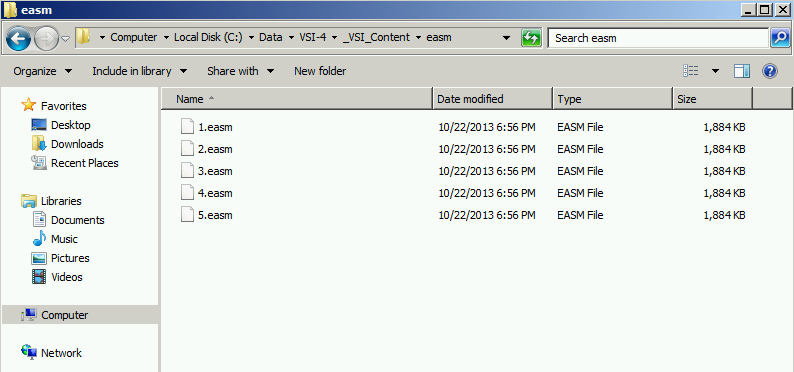 easm
Computer Local Disk (C:) Data VSI-4 _VSI_Content easm Search easm
Organize Include in library Share with New folder
Favorites
Desktop
Downloads
Recent Places
Libraries
Documents
Music
Pictures
Videos
Computer
Network
Name Date modified Type Size
1.easm 10/22/2013 6:56 PM EASM File 1,884 KB
2.easm 10/22/2013 6:56 PM EASM File 1,884 KB
3.easm 10/22/2013 6:56 PM EASM File 1,884 KB
4.easm 10/22/2013 6:56 PM EASM File 1,884 KB
5.easm 10/22/2013 6:56 PM EASM File 1,884 KB